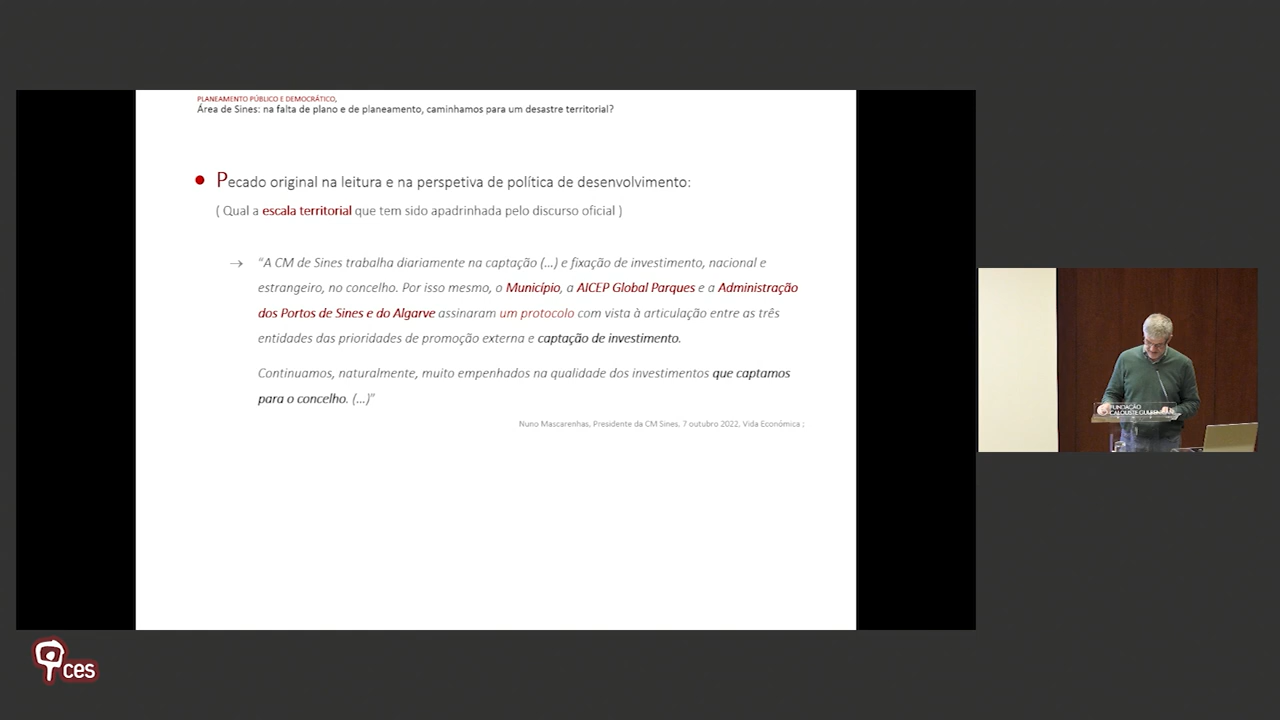 PLANEAMENTO PÚBLICO E DEMOCRÁTICO,
Área de Sines: na falta de plano e de planeamento, caminhamos para um desastre territorial?
Pecado original na leitura e na perspetiva de política de desenvolvimento:
( Qual a escala territorial que tem sido apadrinhada pelo discurso oficial )
→ “A CM de Sines trabalha diariamente na captação (...) e fixação de investimento, nacional e
estrangeiro, no concelho. Por isso mesmo, o Município, a AICEP Global Parques e a Administração
dos Portos de Sines e do Algarve assinaram um protocolo com vista à articulação entre as três
entidades das prioridades de promoção externa e captação de investimento.
Continuamos, naturalmente, muito empenhados na qualidade dos investimentos que captamos
para o concelho. (...)”
Nuno Mascarenhas, Presidente da CM Sines. 7 outubro 2022, Vida Económica ;
FUNDAÇÃO
CALOUSTE GULBENKIAN
ces